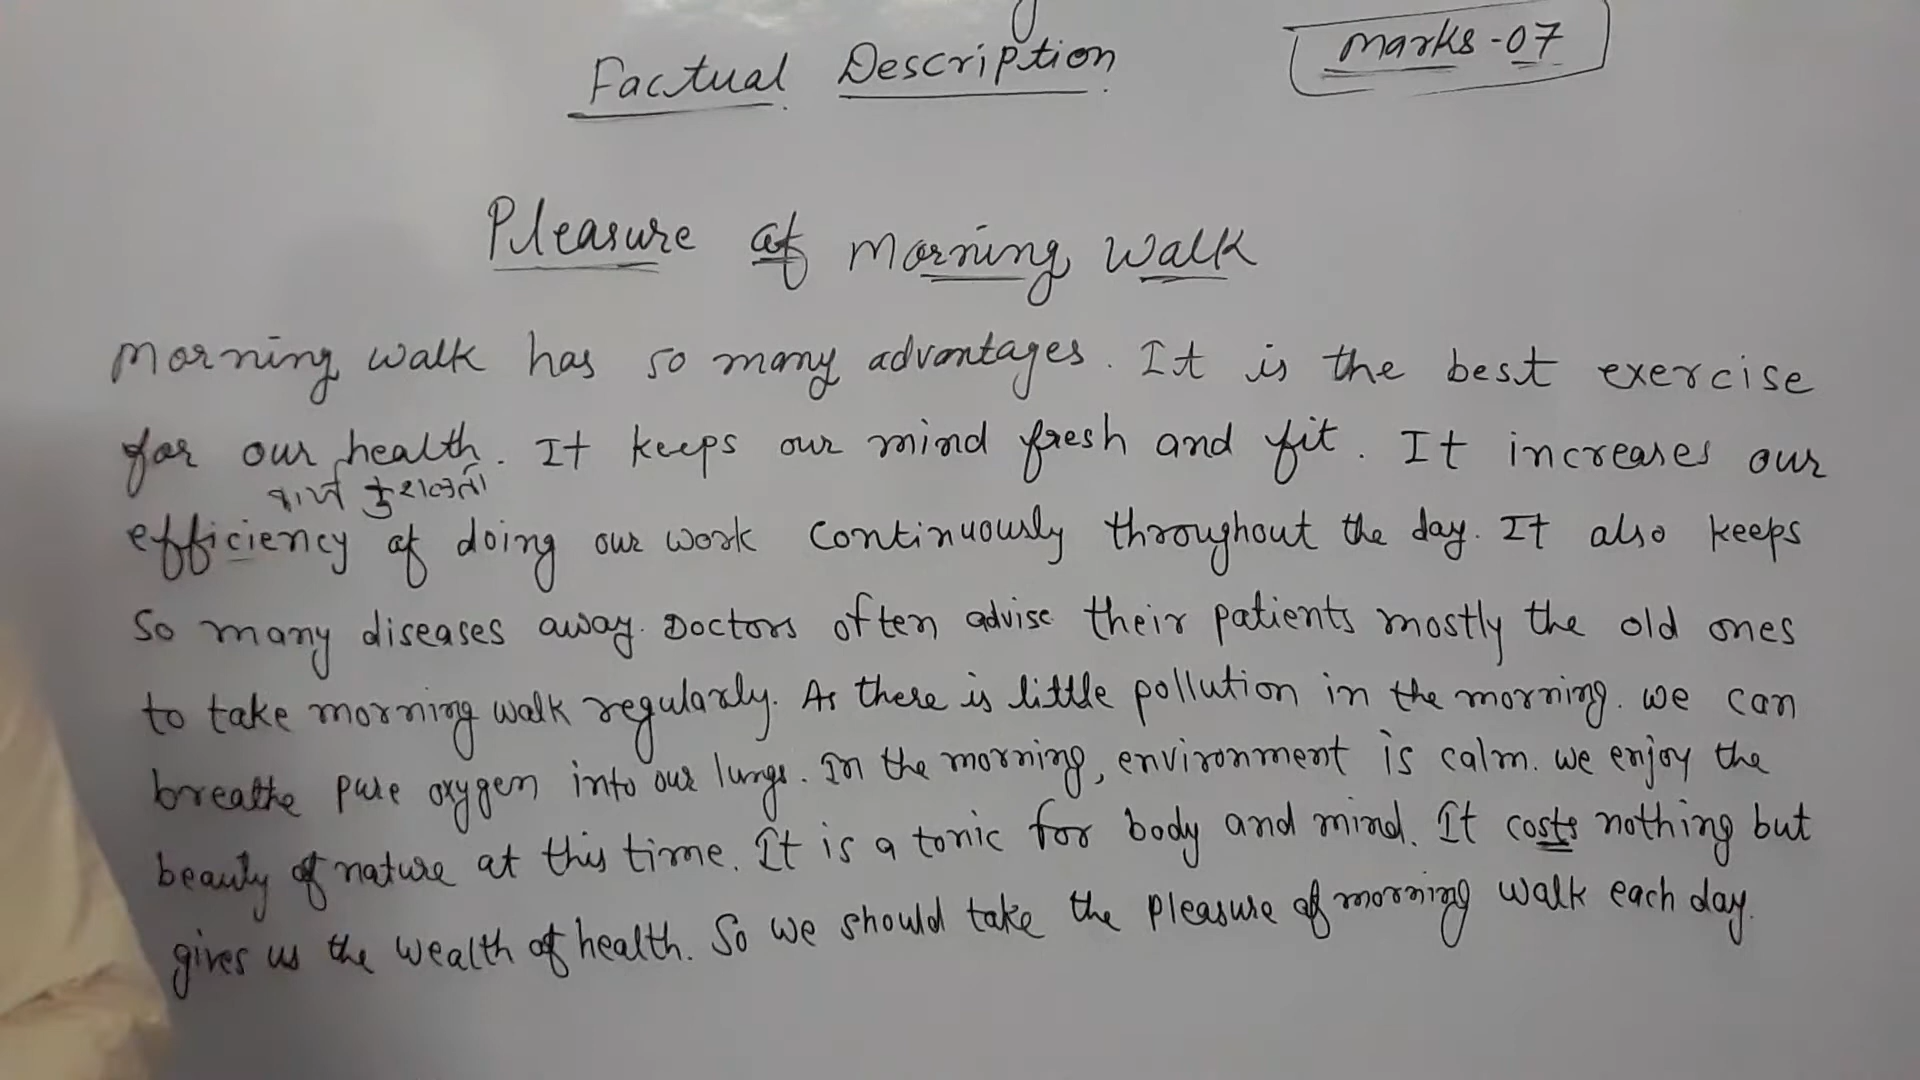 Factual Description
Marks-07
Pleasure of Morning Walk
Morning walk has so many advantages. It is the best exercise
for our health. It keeps our mind fresh and fit. It increases our
efficiency of doing our work continuously throughout the day. It also keeps
so many diseases away. Doctors often advise their patients mostly the old ones
to take morning walk regularly. As there is little pollution in the morning. we can
breathe pure oxygen into our lungs. In the morning, environment is calm. we enjoy the
beauty of nature at this time. It is a tonic for body and mind. It costs nothing but
gives us the wealth of health. So we should take the pleasure of morning walk each day.